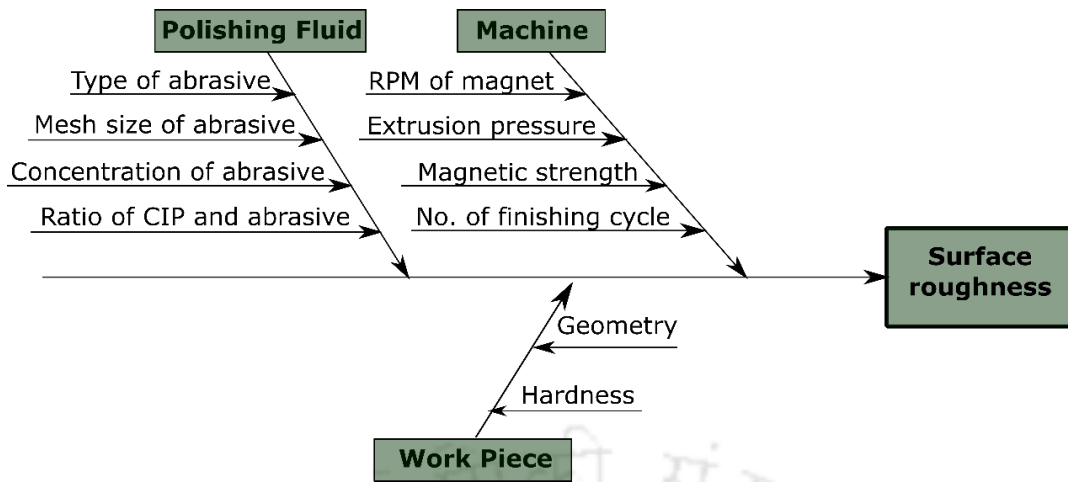 Polishing Fluid
Machine
Type of abrasive
RPM of magnet
Mesh size of abrasive
Extrusion pressure
Concentration of abrasive
Magnetic strength
Ratio of CIP and abrasive
No. of finishing cycle
Surface
roughness
Geometry
Hardness
Work Piece